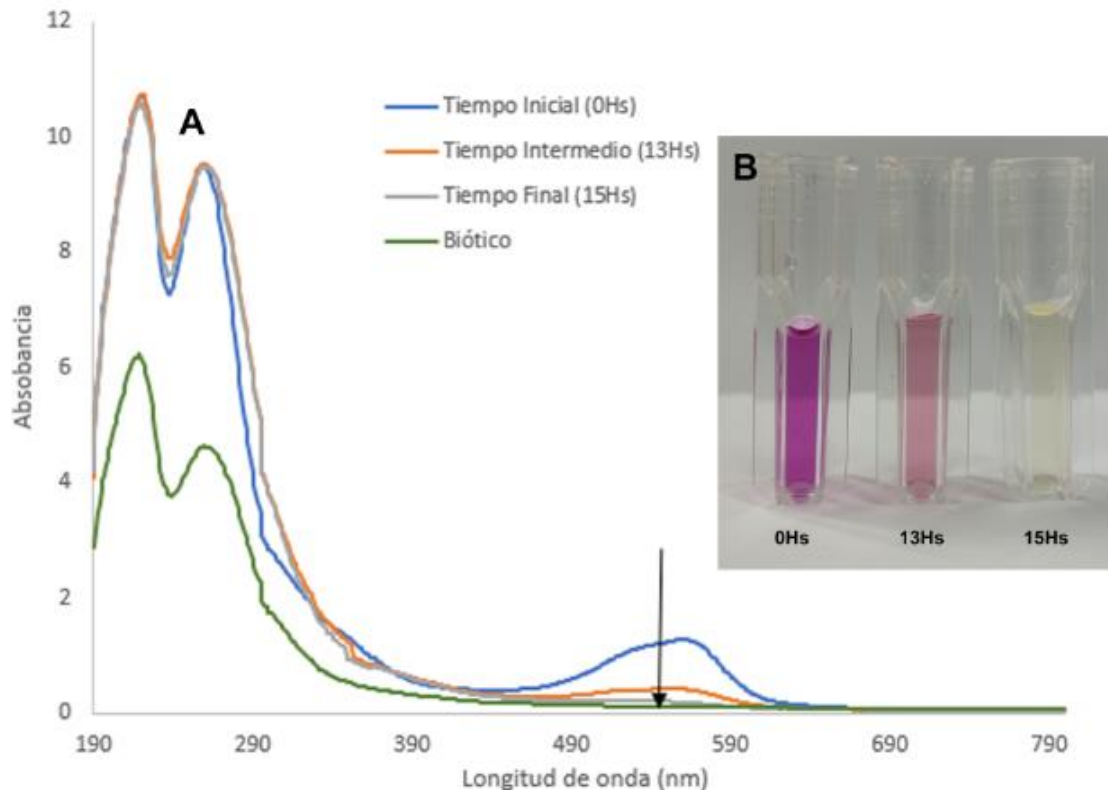 12
10
8
6
4
2
0
Absobancia
A
Tiempo Inicial (0Hs)
Tiempo Intermedio (13Hs)
Tiempo Final (15Hs)
Biótico
B
0Hs
13Hs
15Hs
190
290
390
490
590
690
790
Longitud de onda (nm)